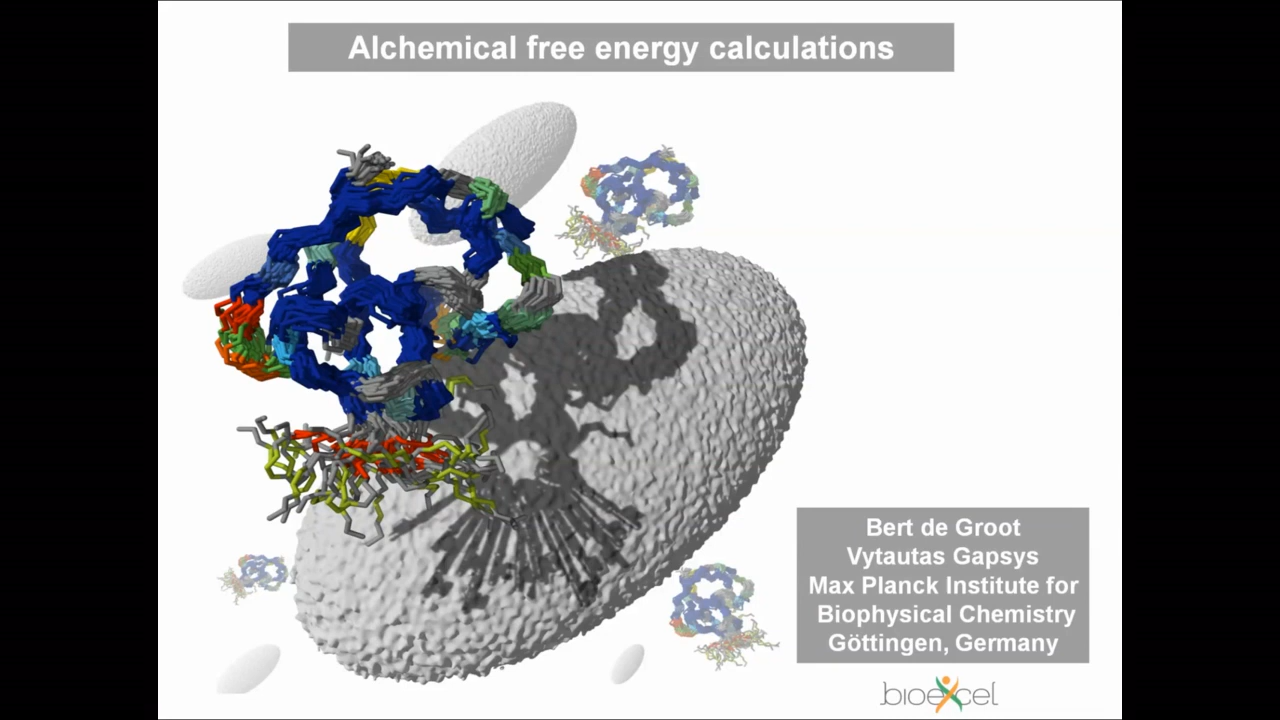 Alchemical free energy calculations
Bert de Groot
Vytautas Gapsys
Max Planck Institute for
Biophysical Chemistry
Göttingen, Germany
bioexcel